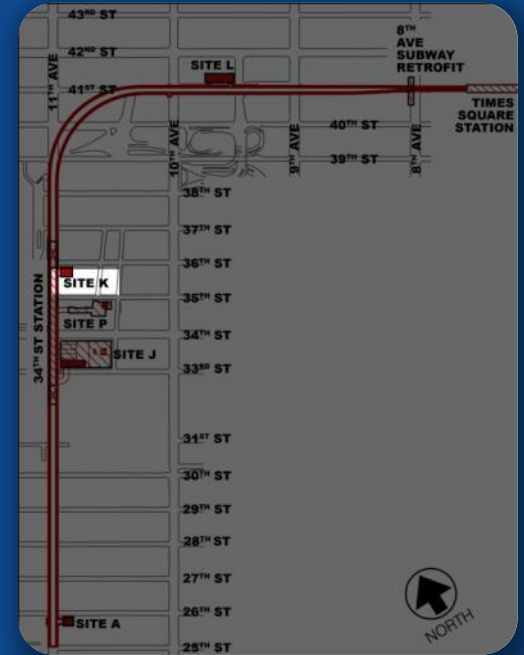 43RD ST
42ND ST
8TH
AVE
SUBWAY
RETROFIT
SITE L
11TH AVE
41ST ST
TIMES
SQUARE
STATION
40TH ST
10TH AVE
9TH AVE
8TH AVE
39TH ST
38TH ST
37TH ST
36TH ST
SITE K
35TH ST
SITE P
34TH ST STATION
34TH ST
SITE J
33RD ST
31ST ST
30TH ST
29TH ST
28TH ST
27TH ST
26TH ST
SITE A
NORTH
25TH ST